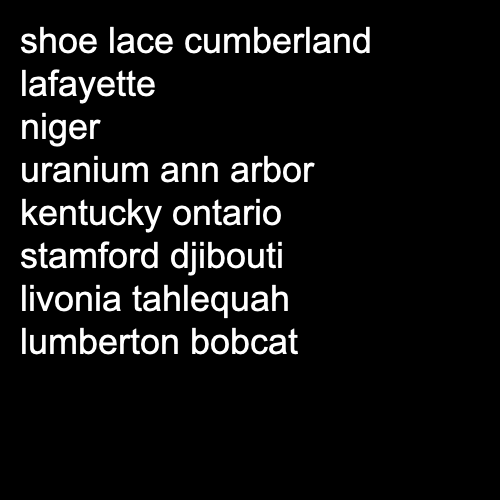 shoe lace cumberland
lafayette
niger
uranium ann arbor
kentucky ontario
stamford djibouti
livonia tahlequah
lumberton bobcat